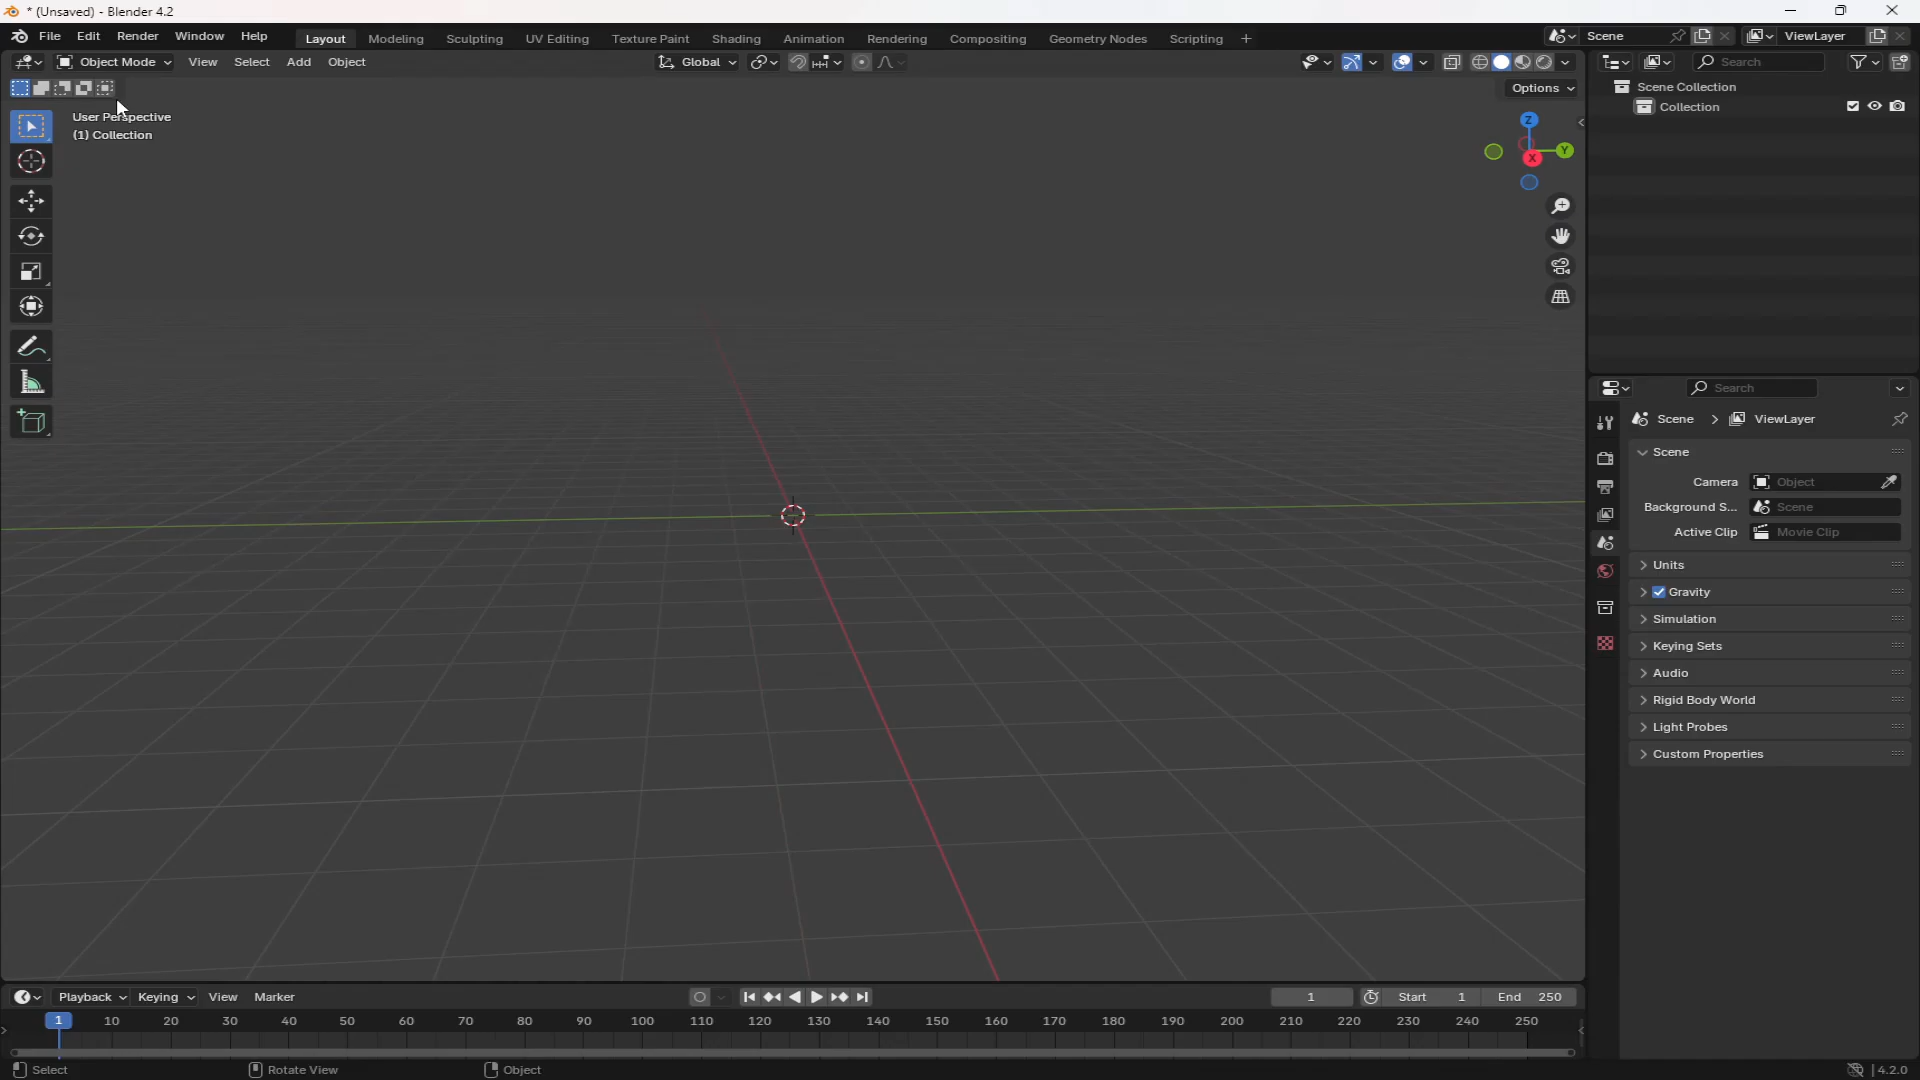 * (Unsaved) - Blender 4.2
File Edit Render Window Help Layout Modeling Sculpting UV Editing Texture Paint Shading Animation Rendering Compositing Geometry Nodes Scripting + Scene ViewLayer
Object Mode View Select Add Object Global Search
Options
Scene Collection
Collection
User Perspective
(1) Collection
Z
Y
X
Search
Scene > ViewLayer
Scene
Camera Object
Background S... Scene
Active Clip Movie Clip
Units
Gravity
Simulation
Keying Sets
Audio
Rigid Body World
Light Probes
Custom Properties
Playback Keying View Marker 1 Start 1 End 250
1 10 20 30 40 50 60 70 80 90 100 110 120 130 140 150 160 170 180 190 200 210 220 230 240 250
Select Rotate View Object 4.2.0